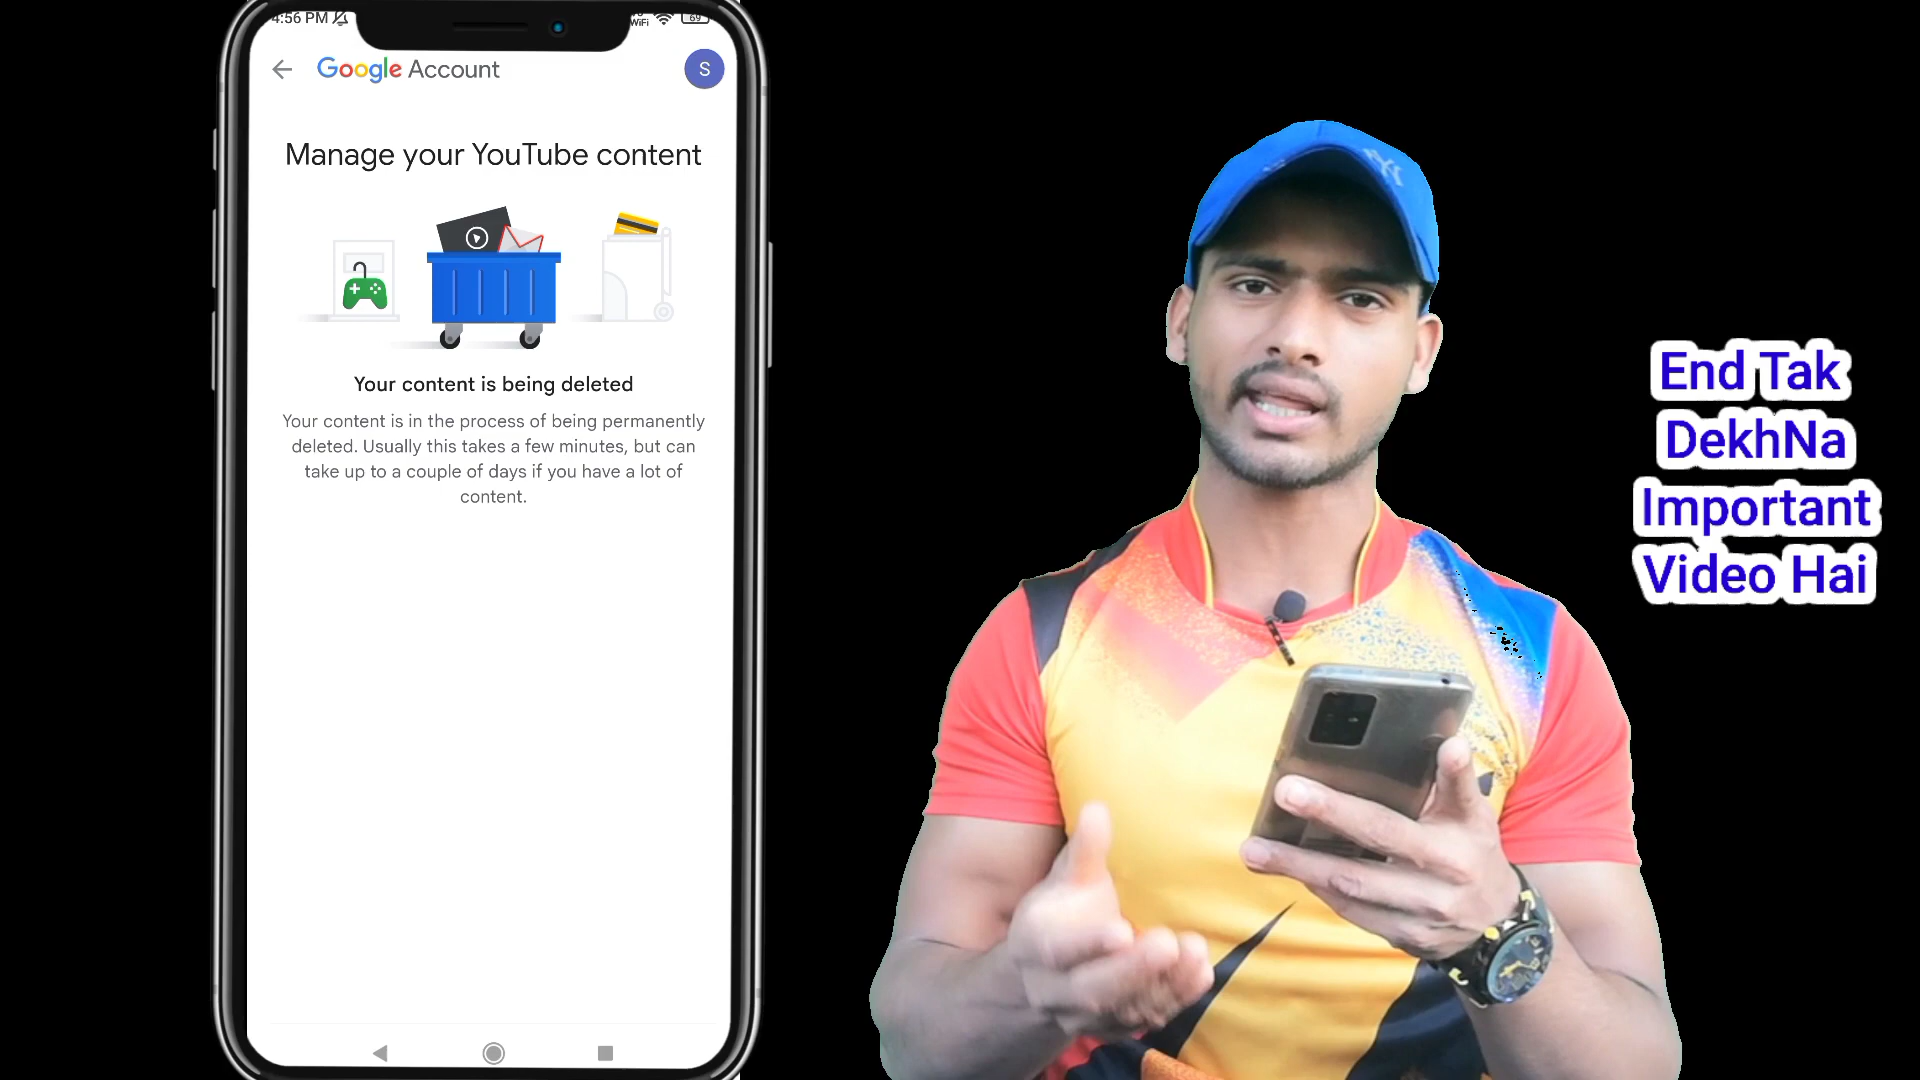 4:56 PM
WiFi
69
Google Account
S
Manage your YouTube content
Your content is being deleted
Your content is in the process of being permanently
deleted. Usually this takes a few minutes, but can
take up to a couple of days if you have a lot of
content.
End Tak
DekhNa
Important
Video Hai